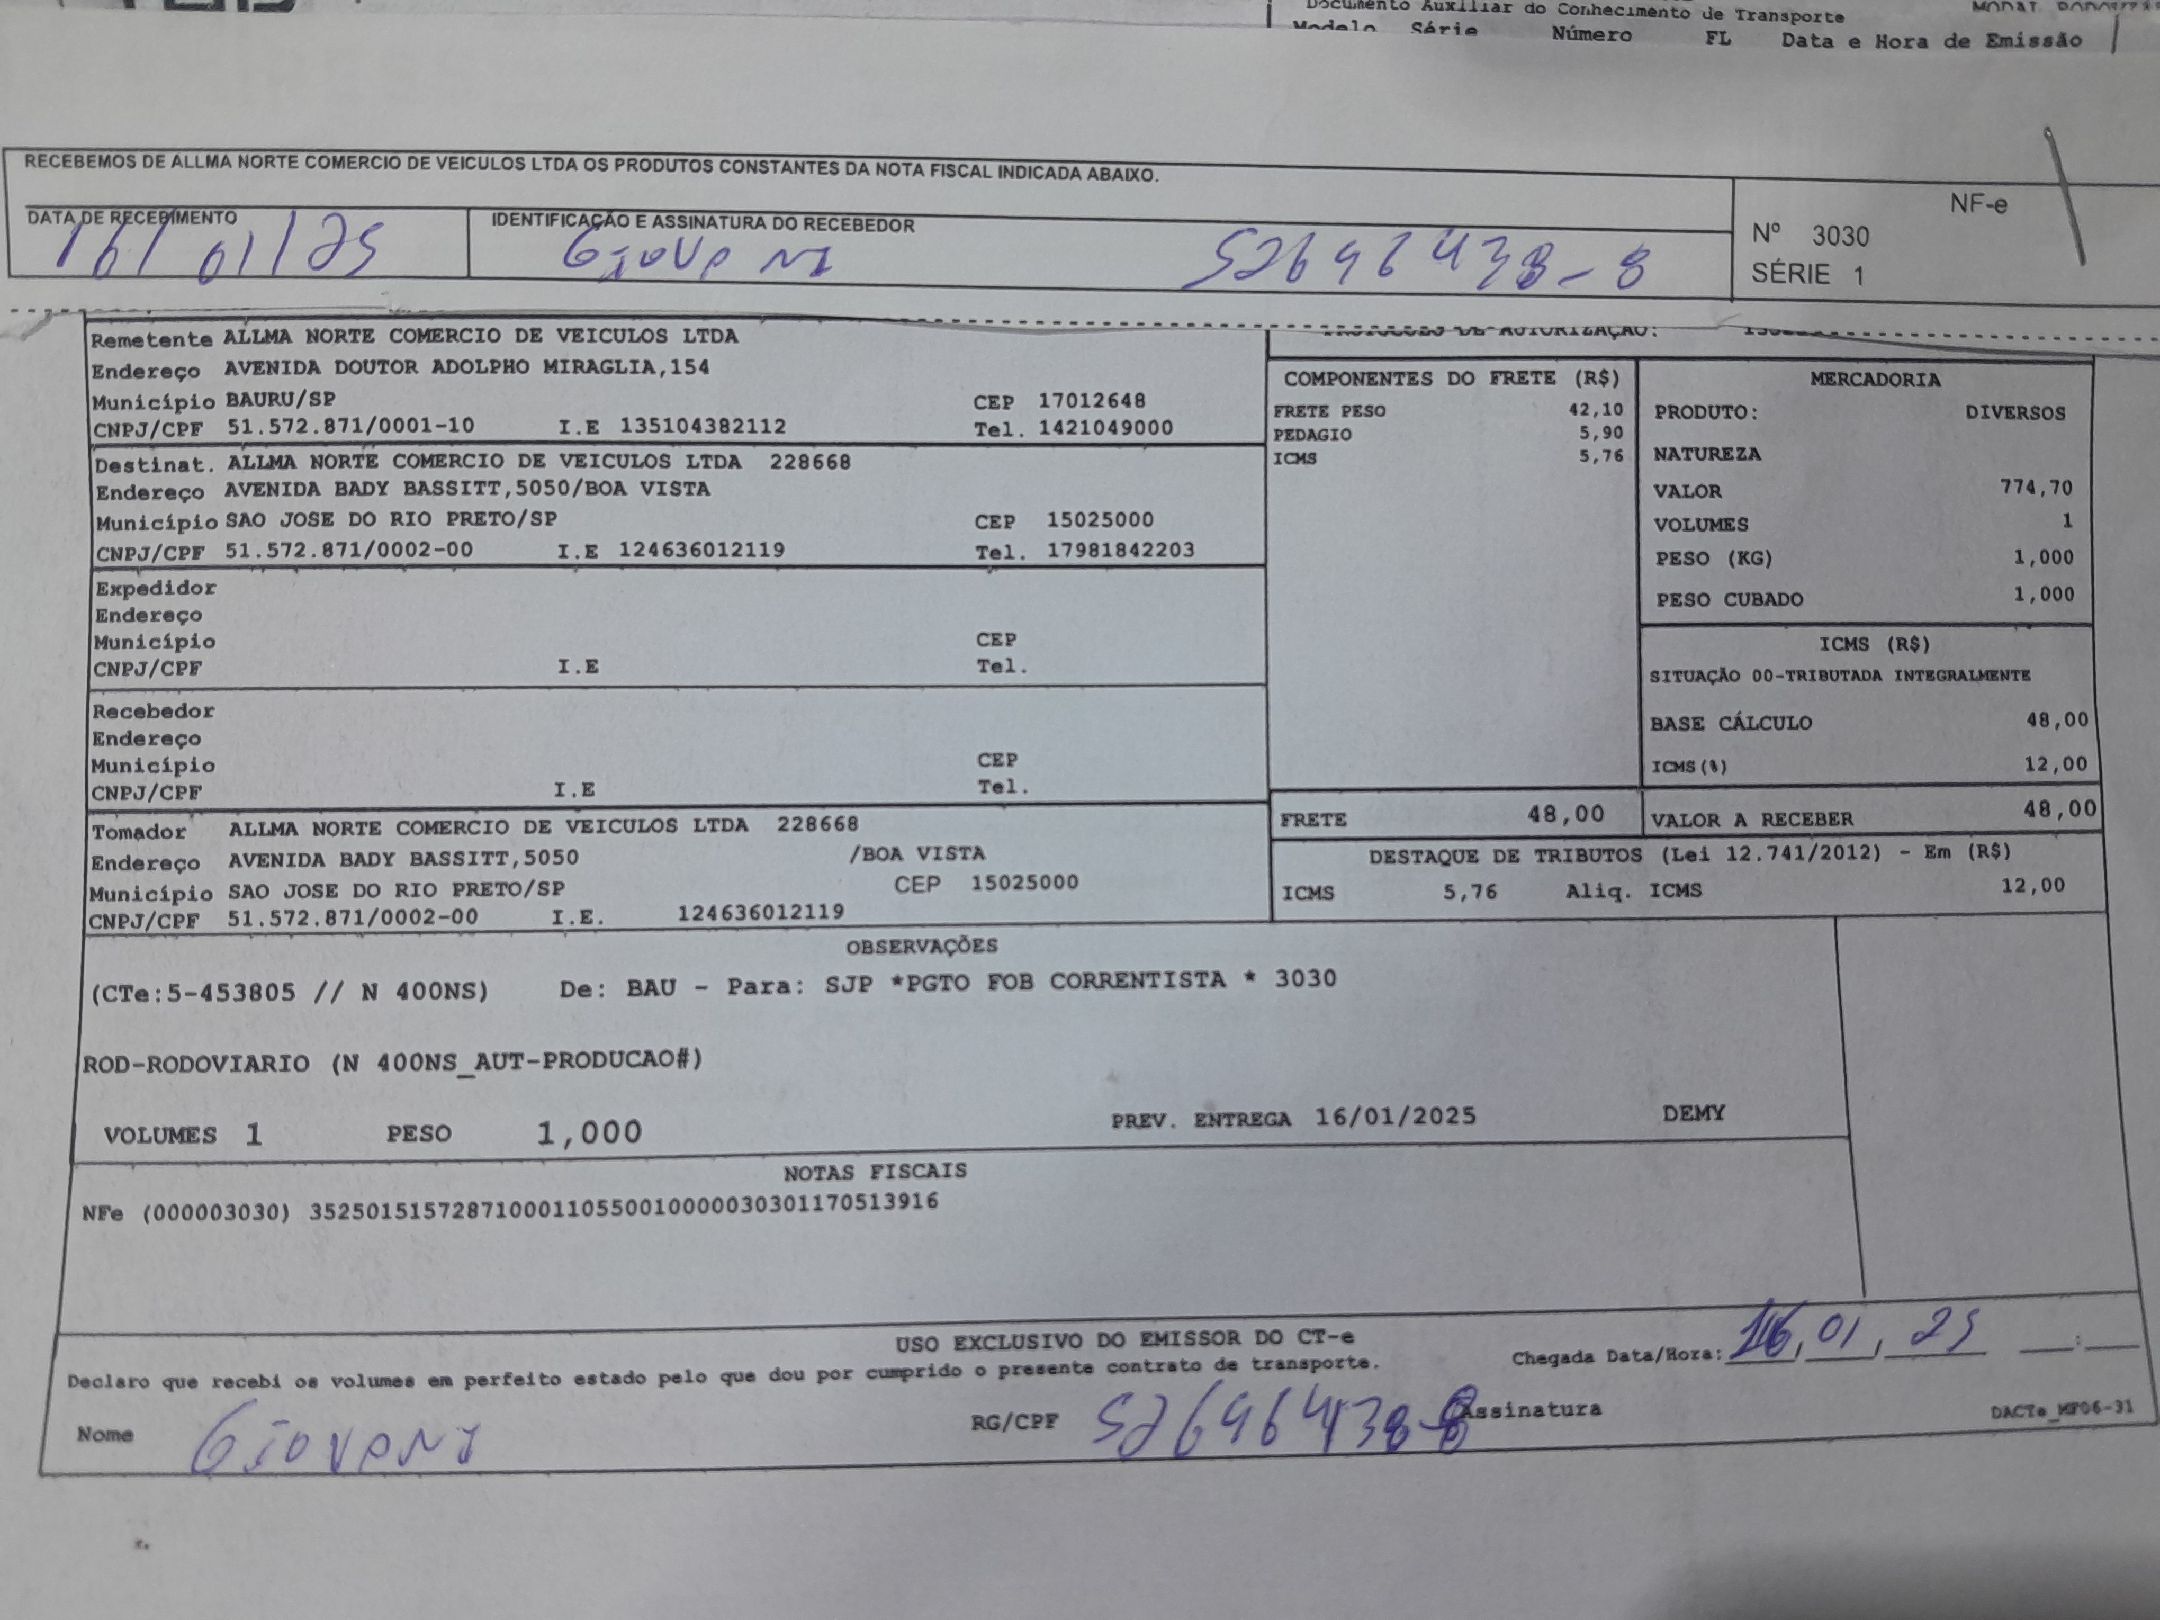 Documento Auxiliar do Conhecimento de Transporte
MODAL RODOVIÁRIO
Modelo Série Número FL Data e Hora de Emissão
RECEBEMOS DE ALLMA NORTE COMERCIO DE VEICULOS LTDA OS PRODUTOS CONSTANTES DA NOTA FISCAL INDICADA ABAIXO.
NF-e
DATA DE RECEBIMENTO
IDENTIFICAÇÃO E ASSINATURA DO RECEBEDOR
Nº 3030
16/01/25 GIOVANI 52696438-8
SÉRIE 1
PROTOCOLO DE AUTORIZAÇÃO:
Remetente ALLMA NORTE COMERCIO DE VEICULOS LTDA
Endereço AVENIDA DOUTOR ADOLPHO MIRAGLIA,154
Município BAURU/SP CEP 17012648
CNPJ/CPF 51.572.871/0001-10 I.E 135104382112 Tel. 1421049000
Destinat. ALLMA NORTE COMERCIO DE VEICULOS LTDA 228668
Endereço AVENIDA BADY BASSITT,5050/BOA VISTA
Município SAO JOSE DO RIO PRETO/SP CEP 15025000
CNPJ/CPF 51.572.871/0002-00 I.E 124636012119 Tel. 17981842203
Expedidor
Endereço
Município CEP
CNPJ/CPF I.E Tel.
Recebedor
Endereço
Município CEP
CNPJ/CPF I.E Tel.
Tomador ALLMA NORTE COMERCIO DE VEICULOS LTDA 228668
Endereço AVENIDA BADY BASSITT,5050 /BOA VISTA
Município SAO JOSE DO RIO PRETO/SP CEP 15025000
CNPJ/CPF 51.572.871/0002-00 I.E. 124636012119
COMPONENTES DO FRETE (R$)
FRETE PESO 42,10
PEDAGIO 5,90
ICMS 5,76
MERCADORIA
PRODUTO: DIVERSOS
NATUREZA
VALOR 774,70
VOLUMES 1
PESO (KG) 1,000
PESO CUBADO 1,000
ICMS (R$)
SITUAÇÃO 00-TRIBUTADA INTEGRALMENTE
BASE CÁLCULO 48,00
ICMS(%) 12,00
FRETE 48,00 VALOR A RECEBER 48,00
DESTAQUE DE TRIBUTOS (Lei 12.741/2012) - Em (R$)
ICMS 5,76 Aliq. ICMS 12,00
OBSERVAÇÕES
(CTe:5-453805 // N 400NS) De: BAU - Para: SJP *PGTO FOB CORRENTISTA * 3030
ROD-RODOVIARIO (N 400NS_AUT-PRODUCAO#)
VOLUMES 1 PESO 1,000 PREV. ENTREGA 16/01/2025 DEMY
NOTAS FISCAIS
NFe (000003030) 35250151572871000110550010000030301170513916
USO EXCLUSIVO DO EMISSOR DO CT-e
Declaro que recebi os volumes em perfeito estado pelo que dou por cumprido o presente contrato de transporte.
Chegada Data/Hora: 16, 01, 25 :
Nome GIOVANI RG/CPF 52696438-8 Assinatura
DACTe_MF06-31